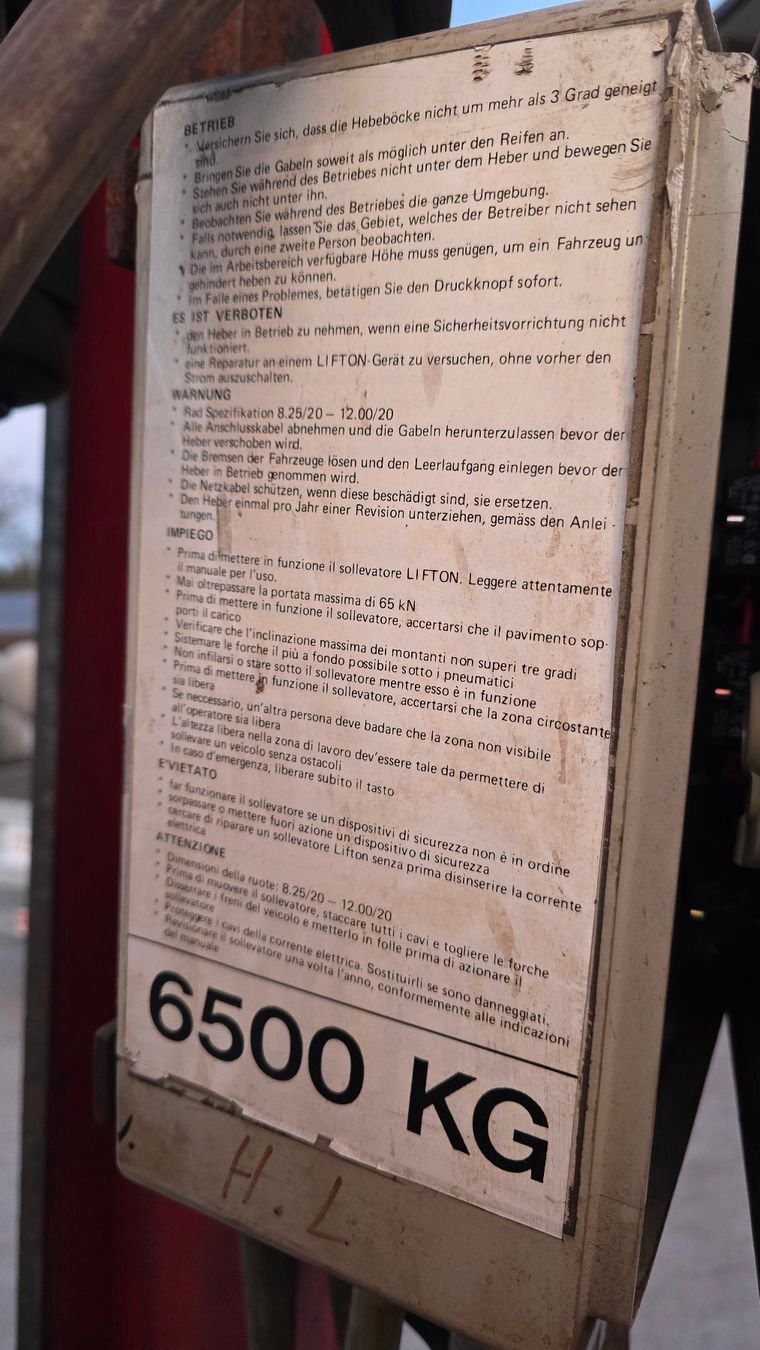 BETRIEB
* Versichern Sie sich, dass die Hebeböcke nicht um mehr als 3 Grad geneigt
sind.
* Bringen Sie die Gabeln soweit als möglich unter den Reifen an.
* Stehen Sie während des Betriebes nicht unter dem Heber und bewegen Sie
sich auch nicht unter ihn.
* Beobachten Sie während des Betriebes die ganze Umgebung.
* Falls notwendig, lassen Sie das Gebiet, welches der Betreiber nicht sehen
kann, durch eine zweite Person beobachten.
* Die im Arbeitsbereich verfügbare Höhe muss genügen, um ein Fahrzeug un
gehindert heben zu können.
* Im Falle eines Problemes, betätigen Sie den Druckknopf sofort.
ES IST VERBOTEN
* den Heber in Betrieb zu nehmen, wenn eine Sicherheitsvorrichtung nicht
funktioniert.
* eine Reparatur an einem LIFTON-Gerät zu versuchen, ohne vorher den
Strom auszuschalten.
WARNUNG
* Rad Spezifikation 8.25/20 – 12.00/20
* Alle Anschlusskabel abnehmen und die Gabeln herunterzulassen bevor der
Heber verschoben wird.
* Die Bremsen der Fahrzeuge lösen und den Leerlaufgang einlegen bevor der
Heber in Betrieb genommen wird.
* Die Netzkabel schützen, wenn diese beschädigt sind, sie ersetzen.
* Den Heber einmal pro Jahr einer Revision unterziehen, gemäss den Anlei -
tungen.
IMPIEGO
* Prima di mettere in funzione il sollevatore LIFTON. Leggere attentamente
il manuale per l'uso.
* Mai oltrepassare la portata massima di 65 kN
* Prima di mettere in funzione il sollevatore, accertarsi che il pavimento sop-
porti il carico
* Verificare che l'inclinazione massima dei montanti non superi tre gradi
* Sistemare le forche il più a fondo possibile sotto i pneumatici
* Non infilarsi o stare sotto il sollevatore mentre esso è in funzione
* Prima di mettere in funzione il sollevatore, accertarsi che la zona circostante
sia libera
* Se neccessario, un'altra persona deve badare che la zona non visibile
all'operatore sia libera
* L'altezza libera nella zona di lavoro dev'essere tale da permettere di
sollevare un veicolo senza ostacoli
* In caso d'emergenza, liberare subito il tasto
E'VIETATO
* far funzionare il sollevatore se un dispositivi di sicurezza non è in ordine
* sorpassare o mettere fuori azione un dispositivo di sicurezza
* cercare di riparare un sollevatore Lifton senza prima disinserire la corrente
elettrica
ATTENZIONE
* Dimensioni della ruote: 8.25/20 – 12.00/20
* Prima di muovere il sollevatore, staccare tutti i cavi e togliere le forche
* Disserrare i freni del veicolo e metterlo in folle prima di azionare il
sollevatore
* Proteggere i cavi della corrente elettrica. Sostituirli se sono danneggiati.
* Revisionare il sollevatore una volta l'anno, conformemente alle indicazioni
del manuale
6500 KG
H. L